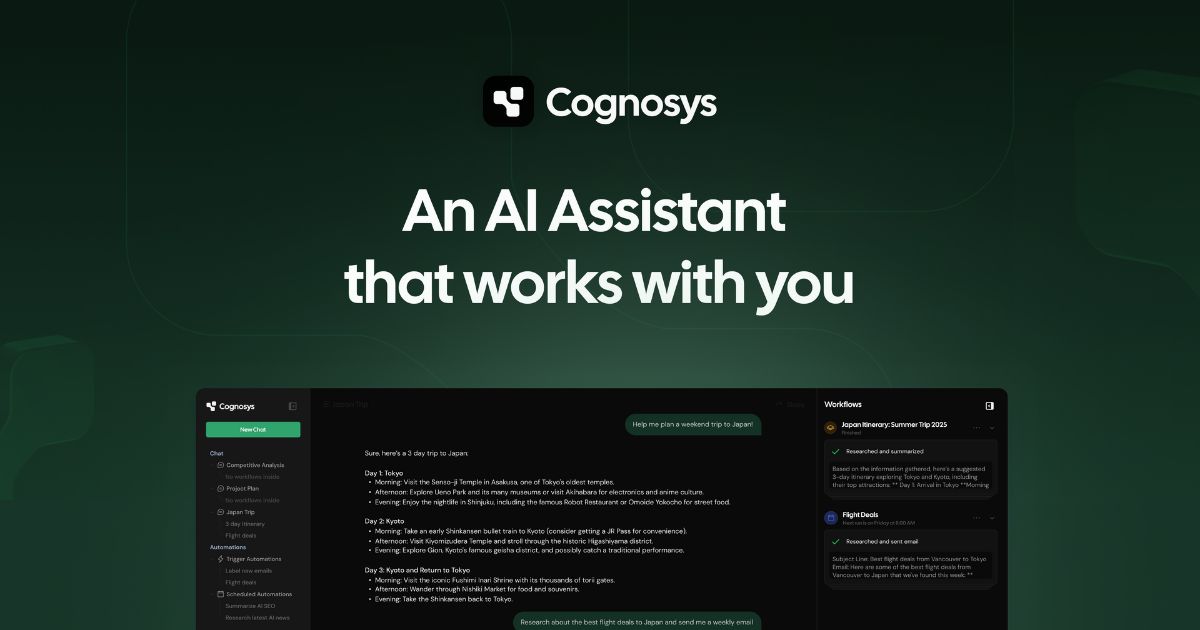 Cognosys
An AI Assistant
that works with you
Cognosys
New Chat
Chat
Competitive Analysis
No workflows inside
Project Plan
No workflows inside
Japan Trip
3 day itinerary
Flight deals
Automations
Trigger Automations
Label new emails
Flight deals
Scheduled Automations
Summarize AI SEO
Research latest AI news
Japan Trip
Share
Help me plan a weekend trip to Japan!
Sure, here's a 3 day trip to Japan:
Day 1: Tokyo
• Morning: Visit the Senso-ji Temple in Asakusa, one of Tokyo's oldest temples.
• Afternoon: Explore Ueno Park and its many museums or visit Akihabara for electronics and anime culture.
• Evening: Enjoy the nightlife in Shinjuku, including the famous Robot Restaurant or Omoide Yokocho for street food.
Day 2: Kyoto
• Morning: Take an early Shinkansen bullet train to Kyoto (consider getting a JR Pass for convenience).
• Afternoon: Visit Kiyomizudera Temple and stroll through the historic Higashiyama district.
• Evening: Explore Gion, Kyoto's famous geisha district, and possibly catch a traditional performance.
Day 3: Kyoto and Return to Tokyo
• Morning: Visit the iconic Fushimi Inari Shrine with its thousands of torii gates.
• Afternoon: Wander through Nishiki Market for food and souvenirs.
• Evening: Take the Shinkansen back to Tokyo.
Research about the best flight deals to Japan and send me a weekly email
Workflows
Japan Itinerary: Summer Trip 2025
Finished
Researched and summarized
Based on the information gathered, here's a suggested
3-day itinerary exploring Tokyo and Kyoto, including
their top attractions: ** Day 1: Arrival in Tokyo **Morning
Flight Deals
Next run is on Friday at 11:00 AM
Researched and sent email
Subject Line: Best flight deals from Vancouver to Tokyo
Email: Here are some of the best flight deals from
Vancouver to Japan that we've found this week: **